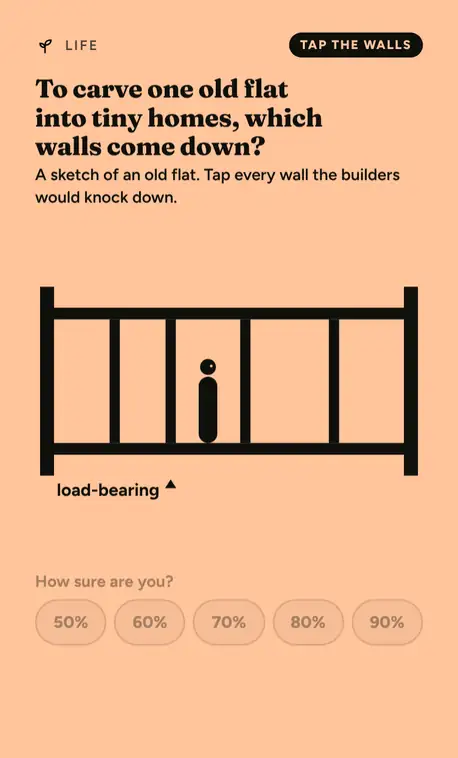 LIFE
TAP THE WALLS
To carve one old flat
into tiny homes, which
walls come down?
A sketch of an old flat. Tap every wall the builders
would knock down.
load-bearing
How sure are you?
50% 60% 70% 80% 90%